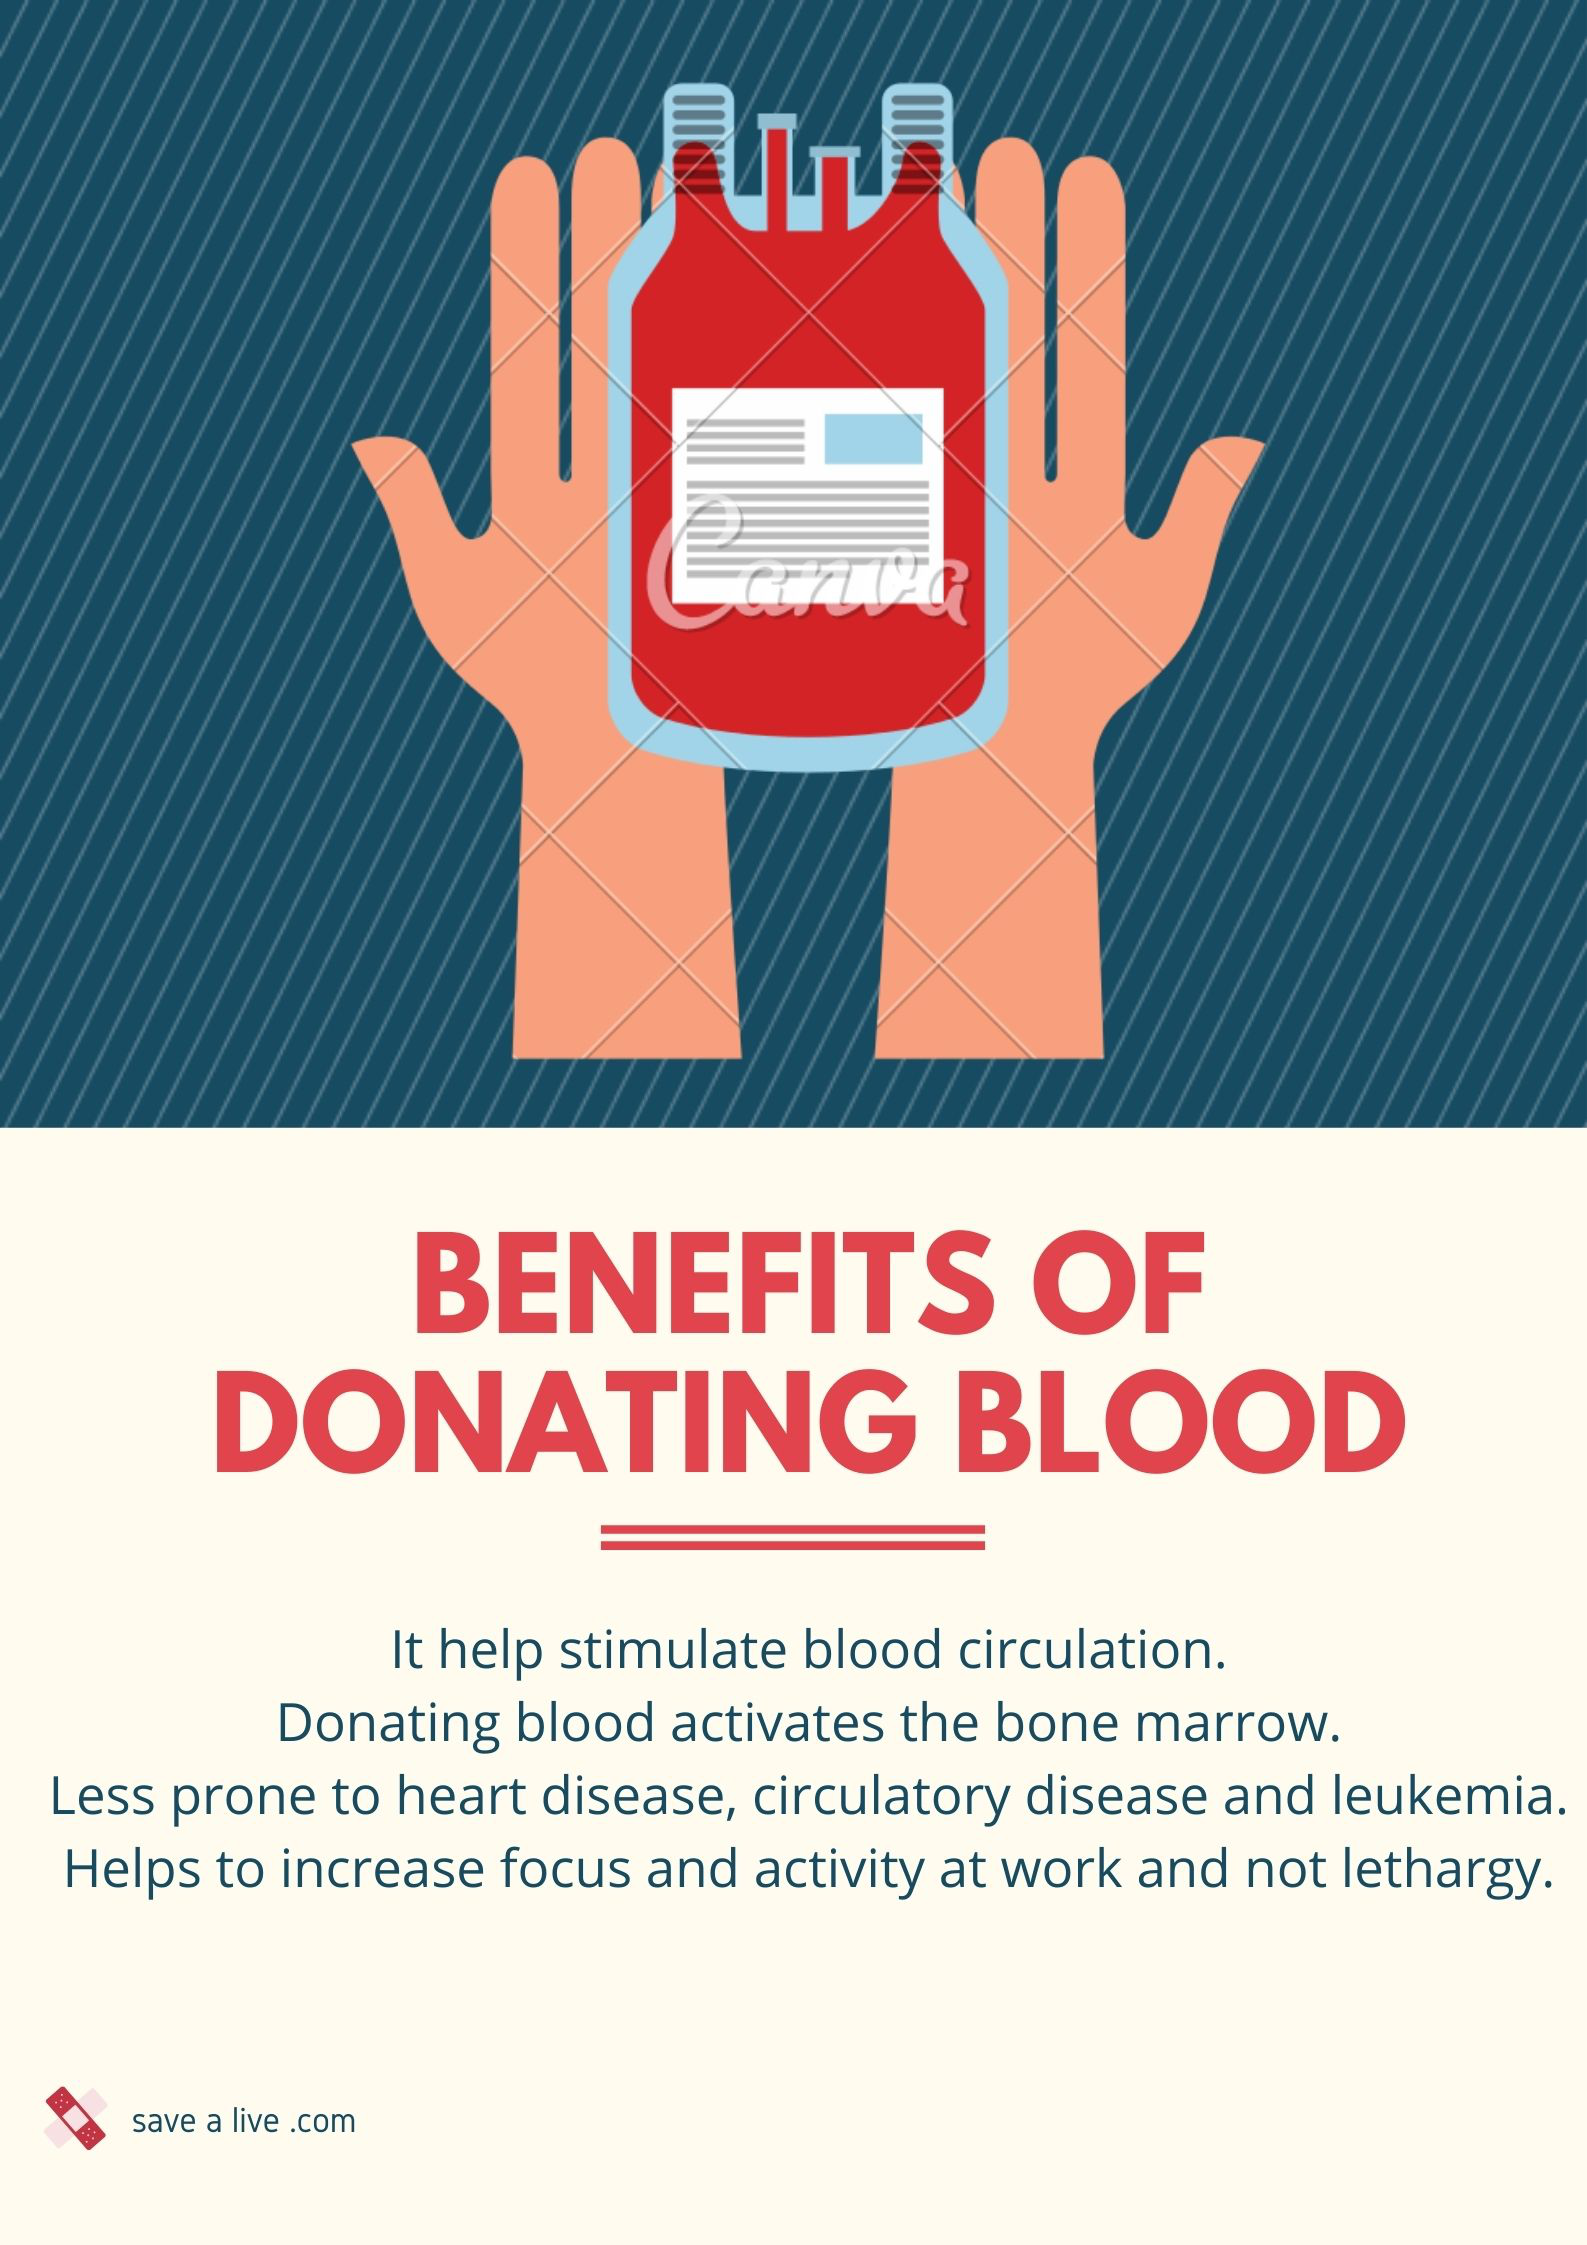 Canva
BENEFITS OF
DONATING BLOOD
It help stimulate blood circulation.
Donating blood activates the bone marrow.
Less prone to heart disease, circulatory disease and leukemia.
Helps to increase focus and activity at work and not lethargy.
save a live .com